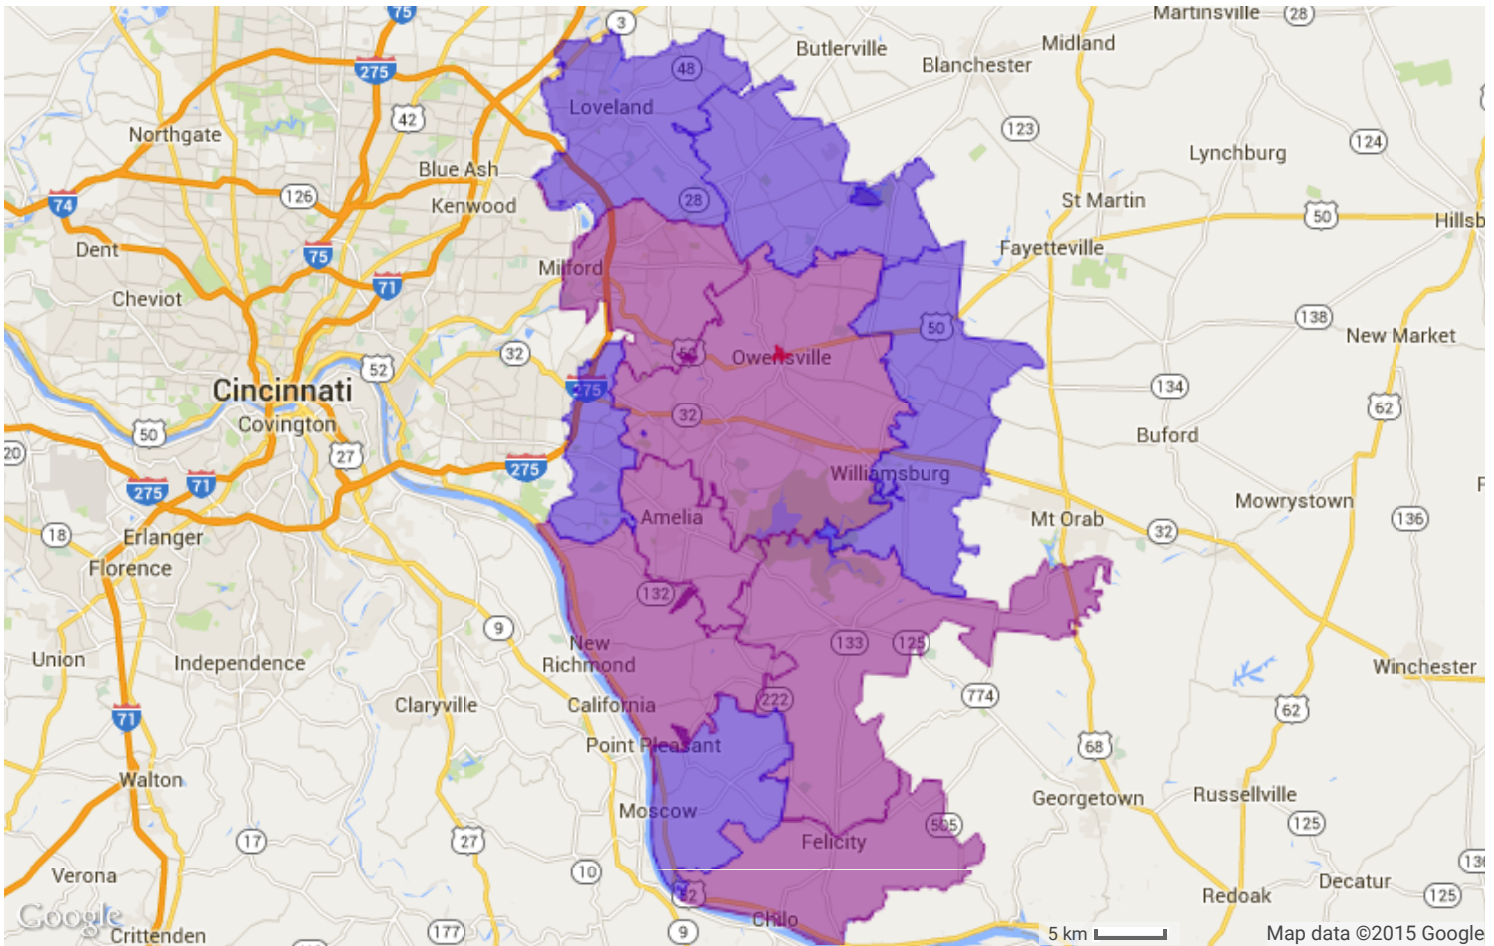 75
3
Martinsville
28
Butlerville
Midland
Blanchester
275
48
Loveland
42
Northgate
123
124
Lynchburg
Blue Ash
126
Kenwood
74
28
St Martin
50
Hillsb
Dent
75
Fayetteville
Milford
71
Cheviot
138
50
New Market
32
50
Owensville
52
275
134
Cincinnati
62
32
Covington
50
Buford
20
27
275
Williamsburg
275
71
Mowrystown
Amelia
Mt Orab
136
18
32
Erlanger
Florence
132
9
New
Richmond
133
125
Union
Independence
Winchester
774
222
Claryville
California
62
71
Point Pleasant
68
Walton
Moscow
Georgetown
Russellville
505
125
17
27
Felicity
Verona
10
Decatur
Redoak
125
52
Google
Chilo
177
9
Crittenden
5 km
Map data ©2015 Google